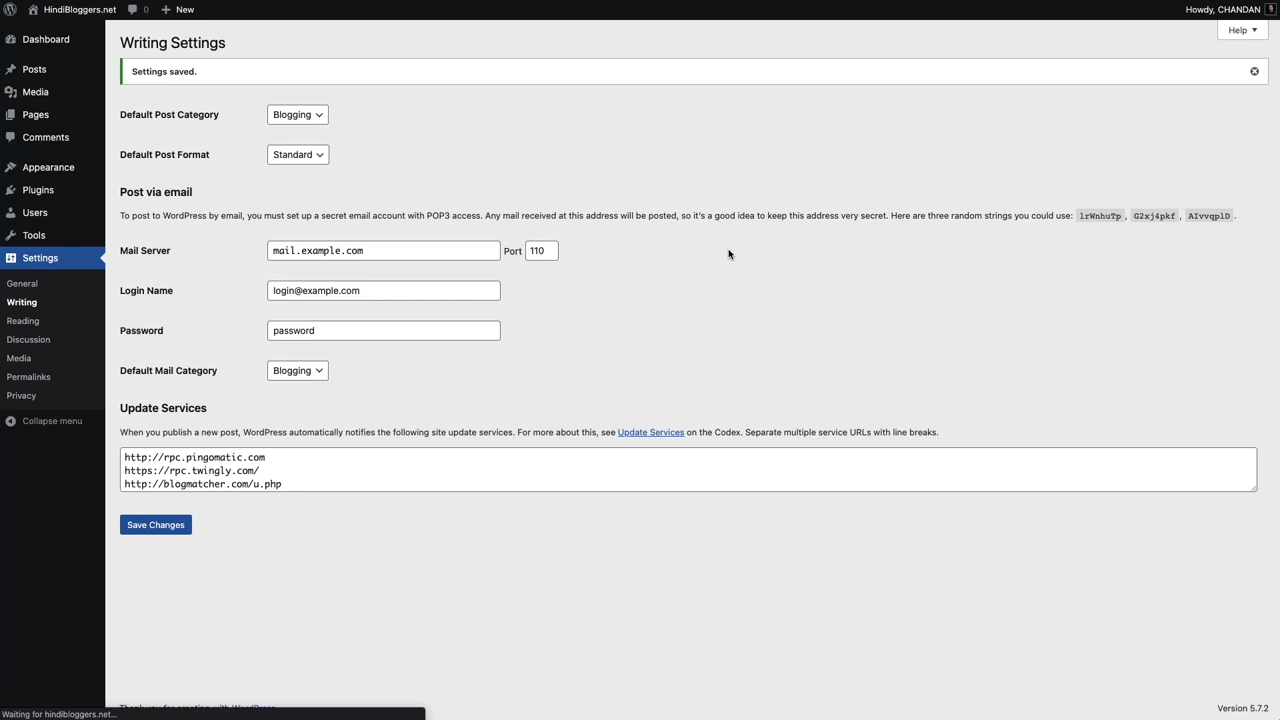 HindiBloggers.net 0 New Howdy, CHANDAN
Help
Dashboard
Posts
Media
Pages
Comments
Appearance
Plugins
Users
Tools
Settings
General
Writing
Reading
Discussion
Media
Permalinks
Privacy
Collapse menu
Writing Settings
Settings saved.
Default Post Category Blogging
Default Post Format Standard
Post via email
To post to WordPress by email, you must set up a secret email account with POP3 access. Any mail received at this address will be posted, so it's a good idea to keep this address very secret. Here are three random strings you could use: lrWnhuTp, G2xj4pkf, AIvvqplD.
Mail Server mail.example.com Port 110
Login Name login@example.com
Password password
Default Mail Category Blogging
Update Services
When you publish a new post, WordPress automatically notifies the following site update services. For more about this, see Update Services on the Codex. Separate multiple service URLs with line breaks.
http://rpc.pingomatic.com
https://rpc.twingly.com/
http://blogmatcher.com/u.php
Save Changes
Thank you for creating with WordPress
Version 5.7.2
Waiting for hindibloggers.net...